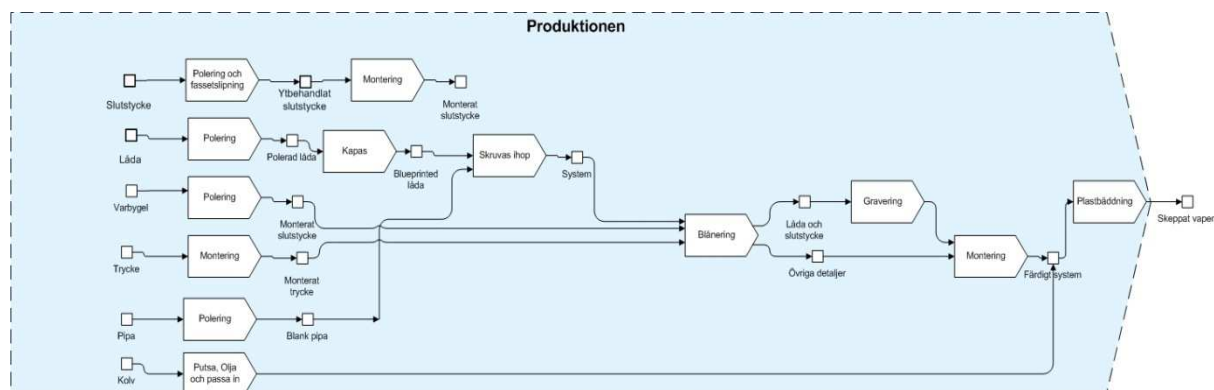 Produktionen
Polering och
fassetslipning
Slutstycke
Ytbehandlat
slutstycke
Montering
Monterat
slutstycke
Låda
Polering
Polerad låda
Kapas
Blueprinted
låda
Skruvas ihop
System
Varbygel
Polering
Monterat
slutstycke
Trycke
Montering
Monterat
trycke
Blånering
Låda och
slutstycke
Gravering
Övriga detaljer
Montering
Färdigt system
Plastbäddning
Skeppat vapen
Pipa
Polering
Blank pipa
Kolv
Putsa, Olja
och passa in